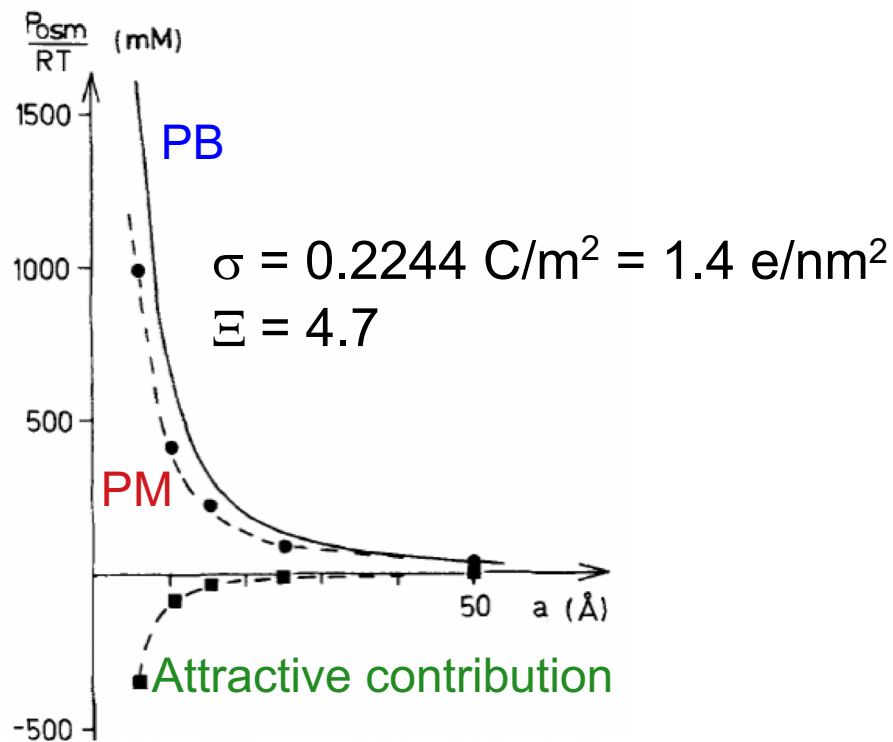 Posm
RT
(mM)
1500
PB
σ = 0.2244 C/m² = 1.4 e/nm²
1000
Ξ = 4.7
500
PM
50
a (Å)
Attractive contribution
-500